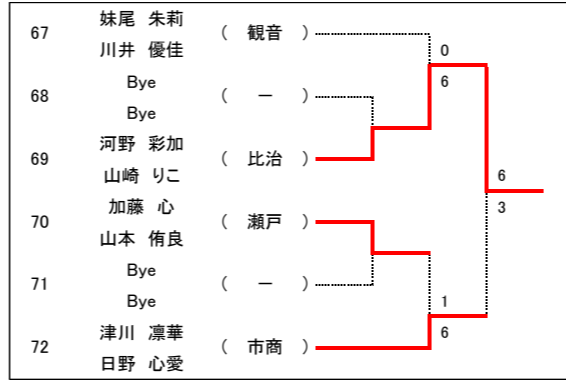 67 妹尾 朱莉 ( 観音 )
川井 優佳
0
6
68 Bye ( ー )
Bye
69 河野 彩加 ( 比治 )
山崎 りこ
6
3
70 加藤 心 ( 瀬戸 )
山本 侑良
71 Bye ( ー )
Bye
1
6
72 津川 凛華 ( 市商 )
日野 心愛